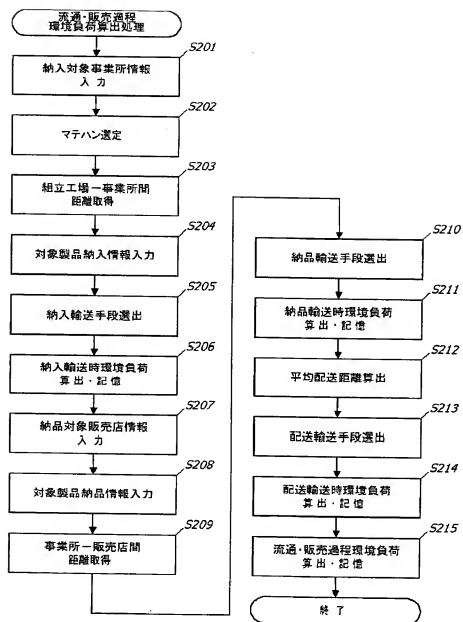 流通・販売過程
環境負荷算出処理
S201
納入対象事業所情報
入力
S202
マテハン選定
S203
組立工場ー事業所間
距離取得
S204
対象製品納入情報入力
S205
納入輸送手段選出
S206
納入輸送時環境負荷
算出・記憶
S207
納品対象販売店情報
入力
S208
対象製品納品情報入力
S209
事業所ー販売店間
距離取得
S210
納品輸送手段選出
S211
納品輸送時環境負荷
算出・記憶
S212
平均配送距離算出
S213
配送輸送手段選出
S214
配送輸送時環境負荷
算出・記憶
S215
流通・販売過程環境負荷
算出・記憶
終了